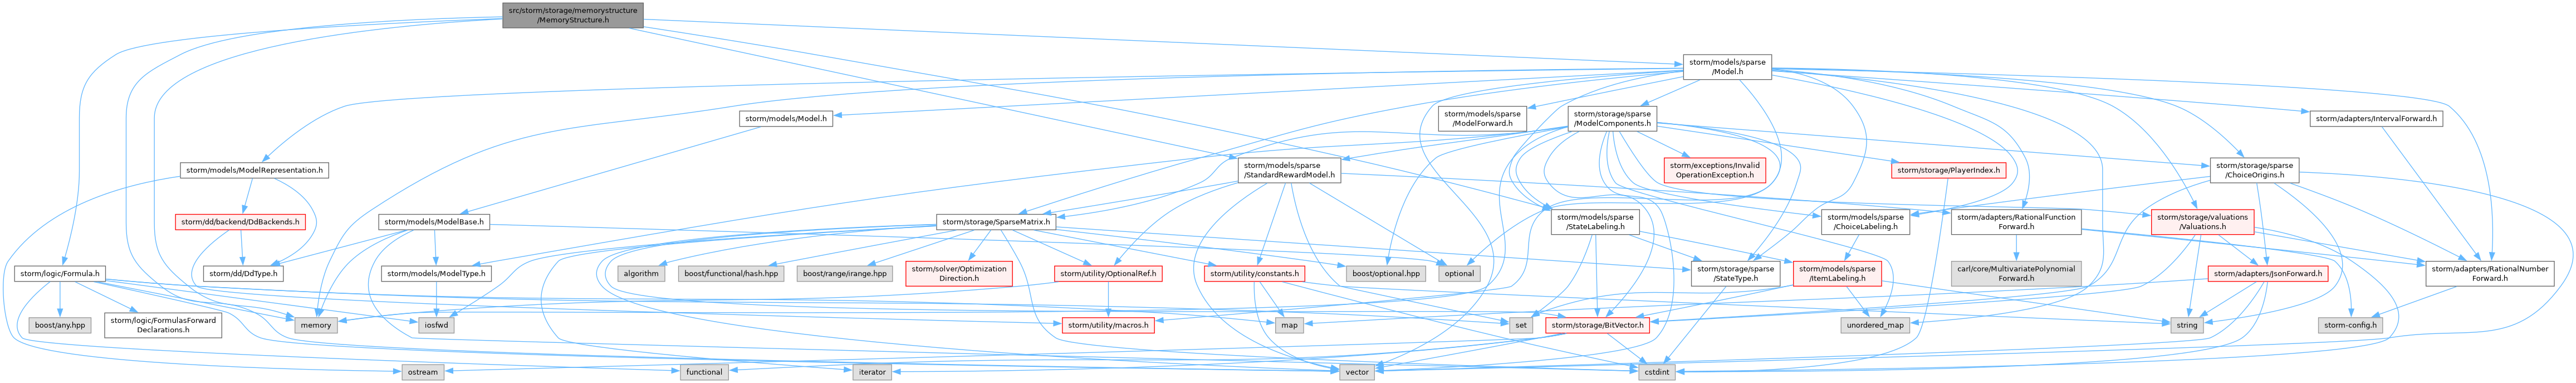 src/storm/storage/memorystructure
/MemoryStructure.h
storm/models/sparse
/Model.h
storm/models/Model.h
storm/models/sparse
/ModelForward.h
storm/storage/sparse
/ModelComponents.h
storm/adapters/IntervalForward.h
storm/models/ModelRepresentation.h
storm/models/sparse
/StandardRewardModel.h
storm/exceptions/Invalid
OperationException.h
storm/storage/PlayerIndex.h
storm/storage/sparse
/ChoiceOrigins.h
storm/dd/backend/DdBackends.h
storm/models/ModelBase.h
storm/storage/SparseMatrix.h
storm/models/sparse
/StateLabeling.h
storm/models/sparse
/ChoiceLabeling.h
storm/adapters/RationalFunction
Forward.h
storm/storage/valuations
/Valuations.h
storm/logic/Formula.h
storm/dd/DdType.h
storm/models/ModelType.h
algorithm
boost/functional/hash.hpp
boost/range/irange.hpp
storm/solver/Optimization
Direction.h
storm/utility/OptionalRef.h
storm/utility/constants.h
boost/optional.hpp
optional
storm/storage/sparse
/StateType.h
storm/models/sparse
/ItemLabeling.h
carl/core/MultivariatePolynomial
Forward.h
storm/adapters/JsonForward.h
storm/adapters/RationalNumber
Forward.h
boost/any.hpp
storm/logic/FormulasForward
Declarations.h
memory
iosfwd
storm/utility/macros.h
map
set
storm/storage/BitVector.h
unordered_map
string
storm-config.h
ostream
functional
iterator
vector
cstdint